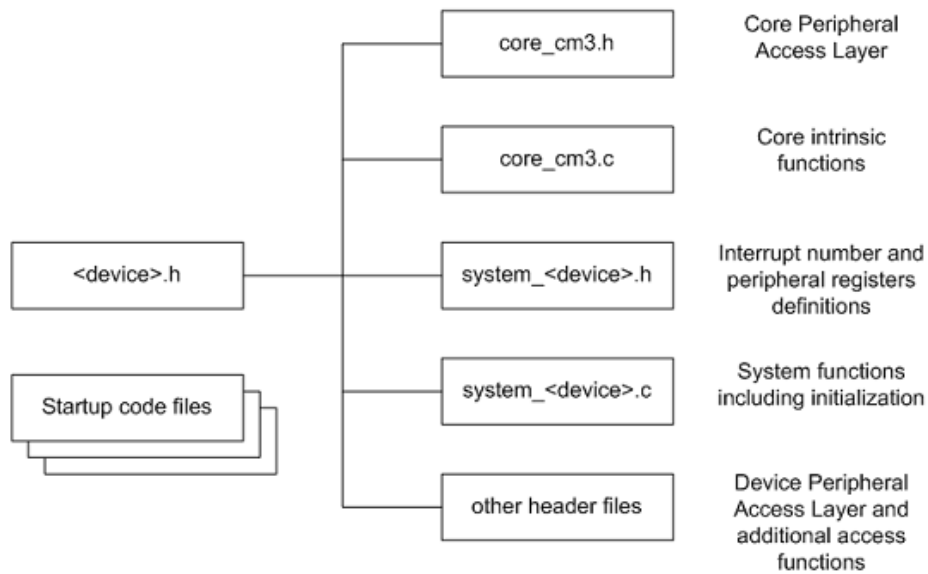 core_cm3.h
Core Peripheral
Access Layer
core_cm3.c
Core intrinsic
functions
<device>.h
system_<device>.h
Interrupt number and
peripheral registers
definitions
Startup code files
system_<device>.c
System functions
including initialization
other header files
Device Peripheral
Access Layer and
additional access
functions